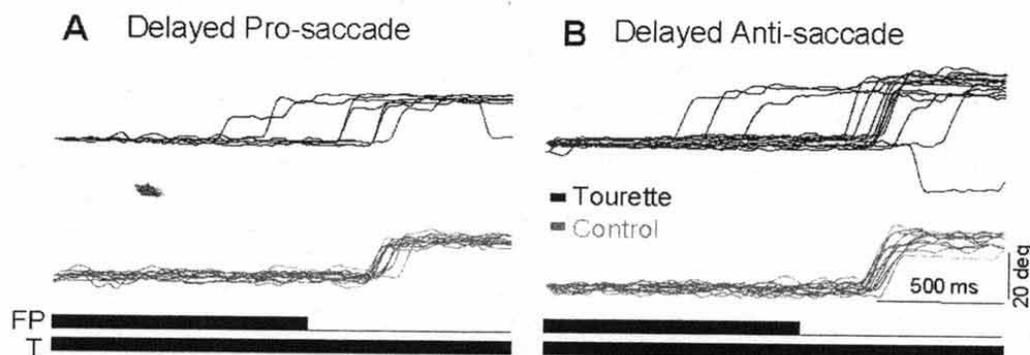 A Delayed Pro-saccade
B Delayed Anti-saccade
Tourette
Control
500 ms
20 deg
FP
T